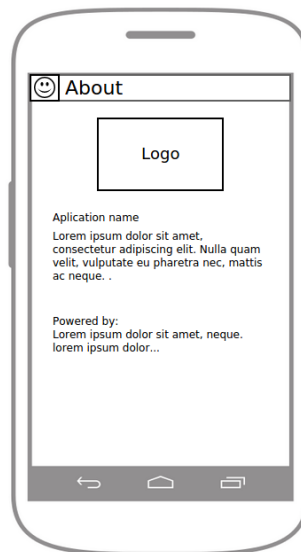 About
Logo
Aplication name
Lorem ipsum dolor sit amet,
consectetur adipiscing elit. Nulla quam
velit, vulputate eu pharetra nec, mattis
ac neque. .
Powered by:
Lorem ipsum dolor sit amet, neque.
lorem ipsum dolor...